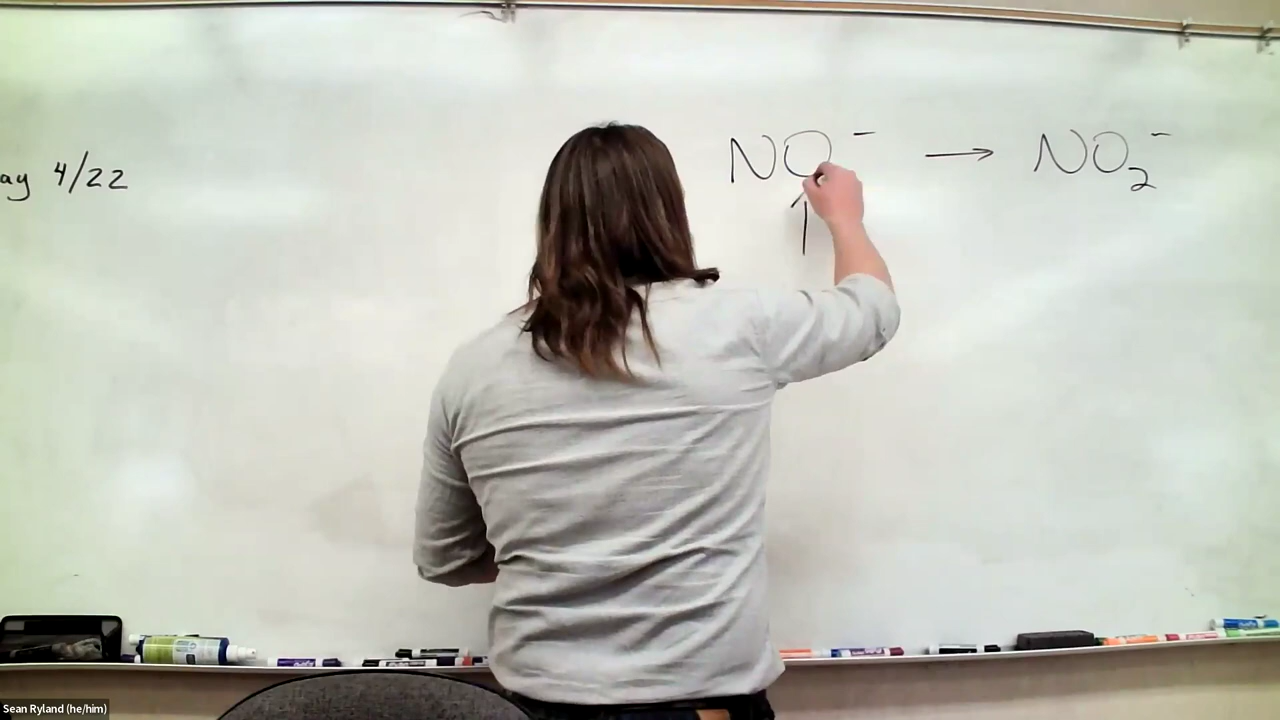 ay 4/22
NO⁻ → NO₂⁻
↑
Sean Ryland (he/him)